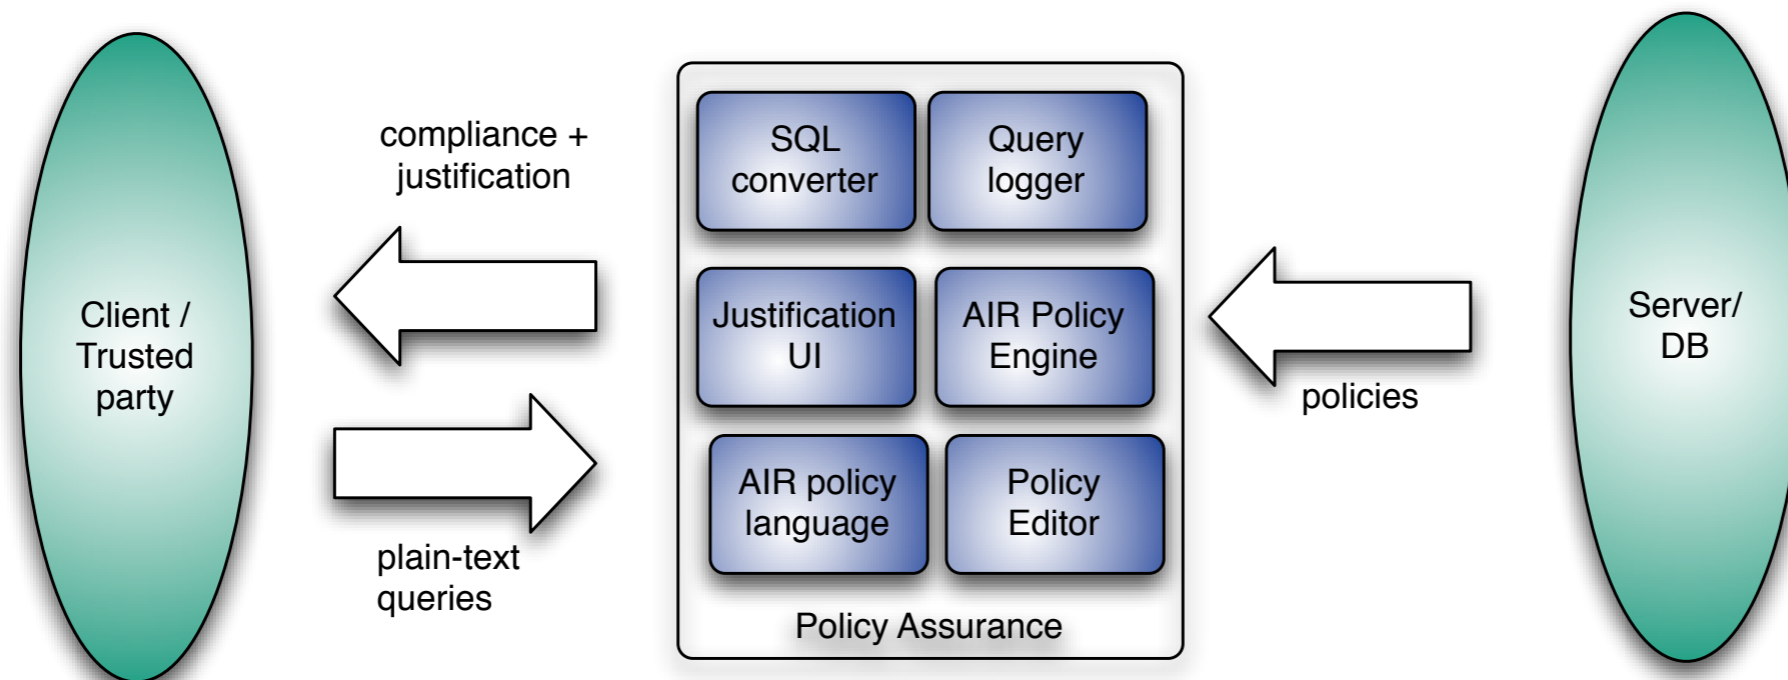 Client /
Trusted
party
compliance +
justification
plain-text
queries
SQL
converter
Query
logger
Justification
UI
AIR Policy
Engine
AIR policy
language
Policy
Editor
Policy Assurance
policies
Server/
DB